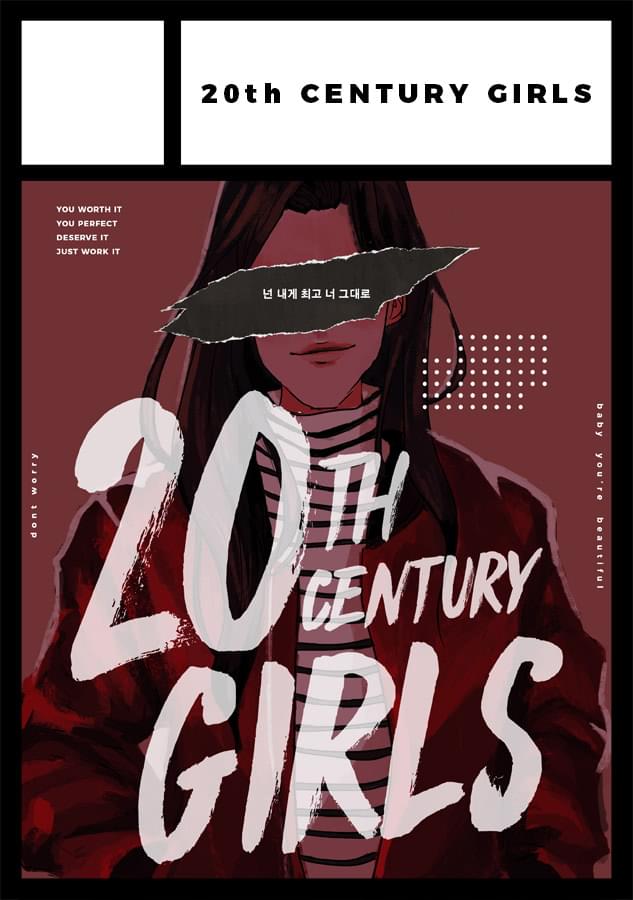 20th CENTURY GIRLS
YOU WORTH IT
YOU PERFECT
DESERVE IT
JUST WORK IT
넌 내게 최고 너 그대로
dont worry
baby you're beautiful
20TH
CENTURY
GIRLS